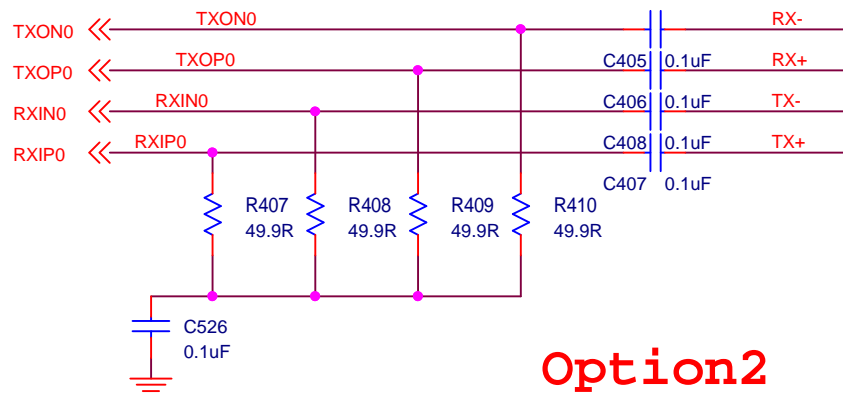 TXON0 TXON0 RX-
TXOP0 TXOP0 C405 0.1uF RX+
RXIN0 RXIN0 C406 0.1uF TX-
RXIP0 RXIP0 C408 0.1uF TX+
C407 0.1uF
R407 R408 R409 R410
49.9R 49.9R 49.9R 49.9R
C526
0.1uF
Option2